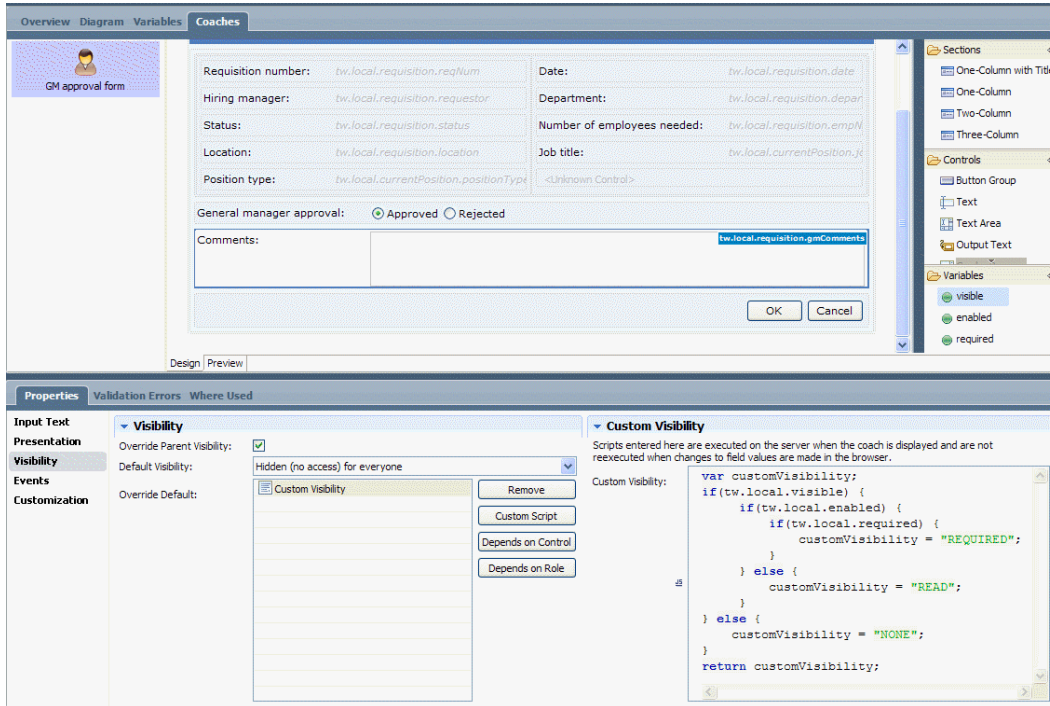 Overview Diagram Variables Coaches
GM approval form
Requisition number: tw.local.requisition.reqNum Date: tw.local.requisition.date
Hiring manager: tw.local.requisition.requestor Department: tw.local.requisition.depar
Status: tw.local.requisition.status Number of employees needed: tw.local.requisition.empN
Location: tw.local.requisition.location Job title: tw.local.currentPosition.jo
Position type: tw.local.currentPosition.positionType <Unknown Control>
General manager approval: Approved Rejected
Comments: tw.local.requisition.gmComments
OK Cancel
Design Preview
Sections
One-Column with Title
One-Column
Two-Column
Three-Column
Controls
Button Group
Text
Text Area
Output Text
Variables
visible
enabled
required
Properties Validation Errors Where Used
Input Text
Presentation
Visibility
Events
Customization
Visibility
Override Parent Visibility:
Default Visibility: Hidden (no access) for everyone
Override Default: Custom Visibility
Remove
Custom Script
Depends on Control
Depends on Role
Custom Visibility
Scripts entered here are executed on the server when the coach is displayed and are not
reexecuted when changes to field values are made in the browser.
Custom Visibility:
var customVisibility;
if(tw.local.visible) {
if(tw.local.enabled) {
if(tw.local.required) {
customVisibility = "REQUIRED";
}
} else {
customVisibility = "READ";
}
} else {
customVisibility = "NONE";
}
return customVisibility;